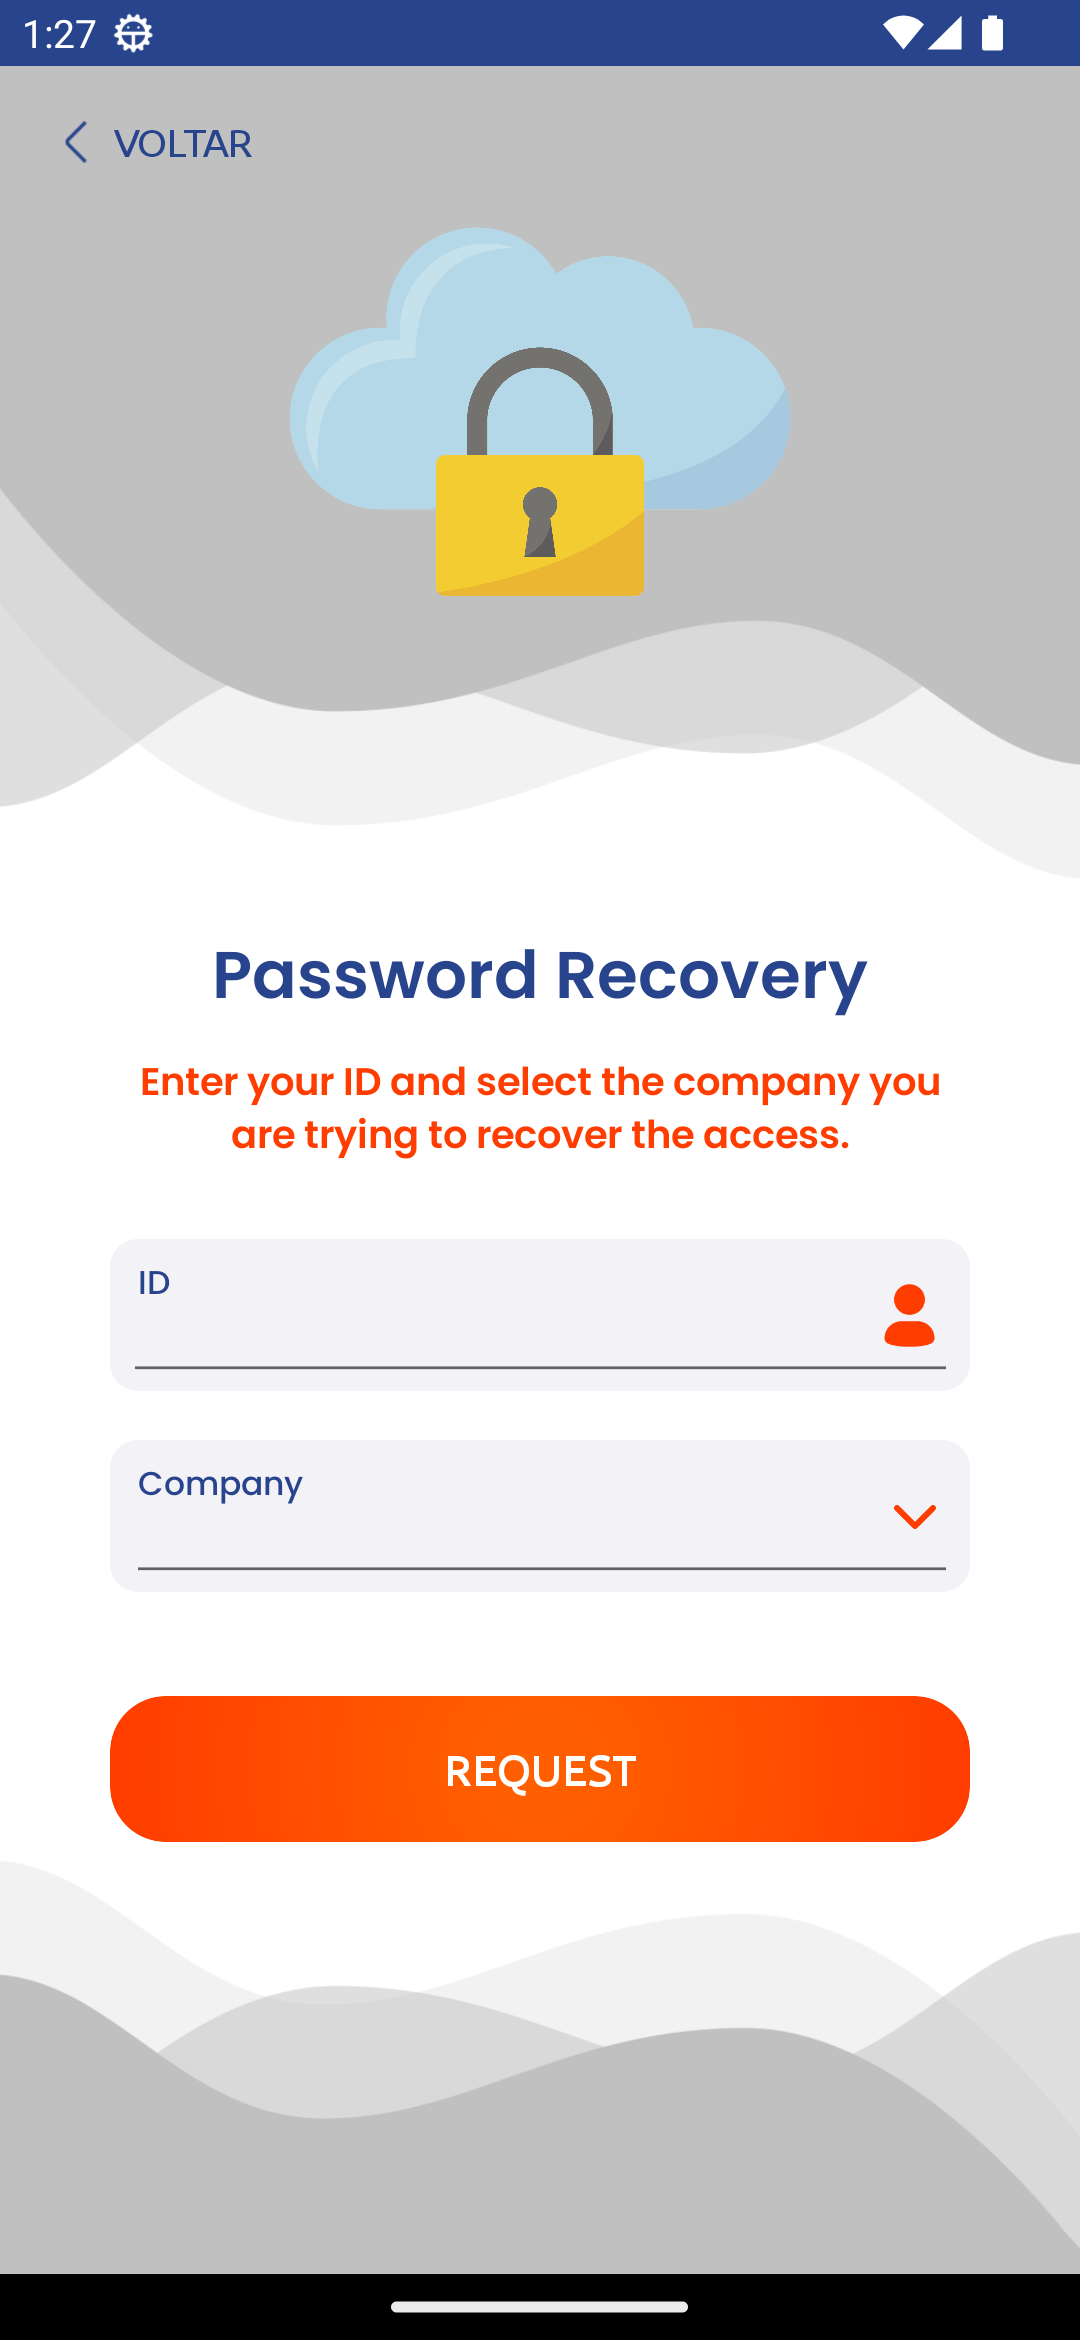 1:27
VOLTAR
Password Recovery
Enter your ID and select the company you
are trying to recover the access.
ID
Company
REQUEST